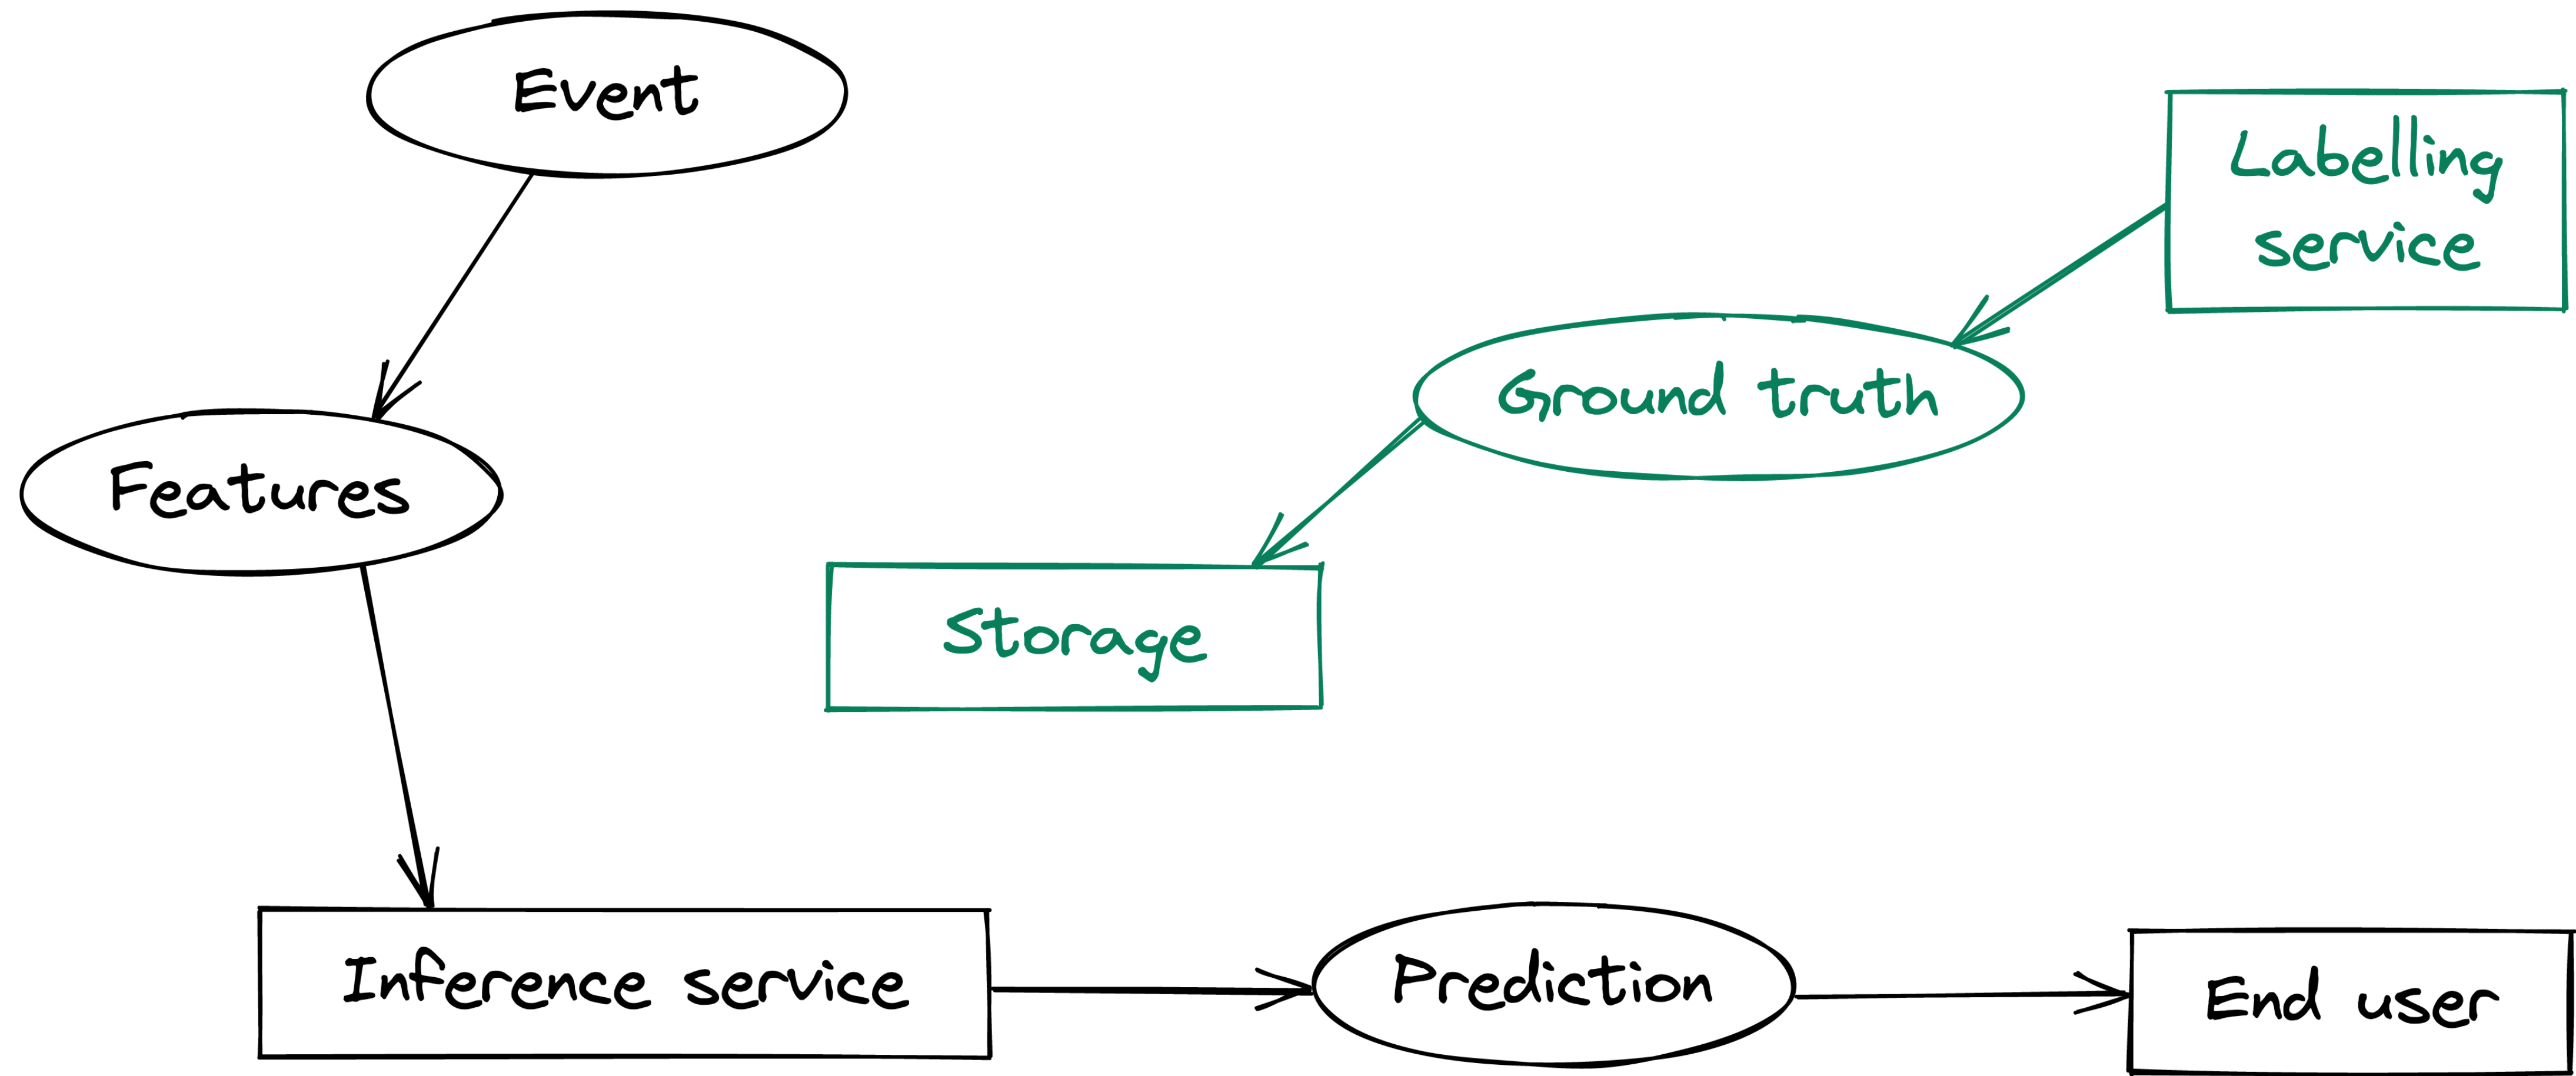 Event
Labelling
service
Ground truth
Features
Storage
Inference service
Prediction
End user